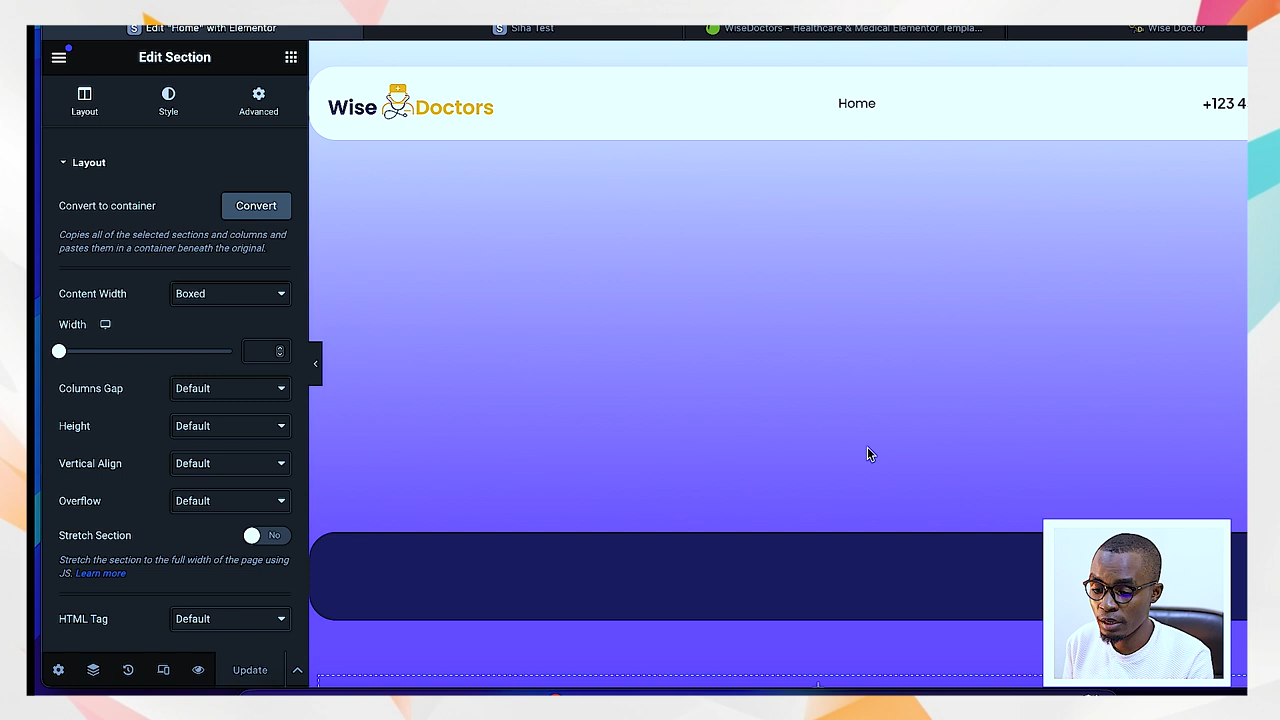 Edit "Home" with Elementor
Siha Test
WiseDoctors - Healthcare & Medical Elementor Templa...
Wise Doctor
Edit Section
Layout
Style
Advanced
Wise Doctors
Home
+123 4
Layout
Convert to container
Convert
Copies all of the selected sections and columns and
pastes them in a container beneath the original.
Content Width
Boxed
Width
Columns Gap
Default
Height
Default
Vertical Align
Default
Overflow
Default
Stretch Section
No
Stretch the section to the full width of the page using
JS. Learn more
HTML Tag
Default
Update